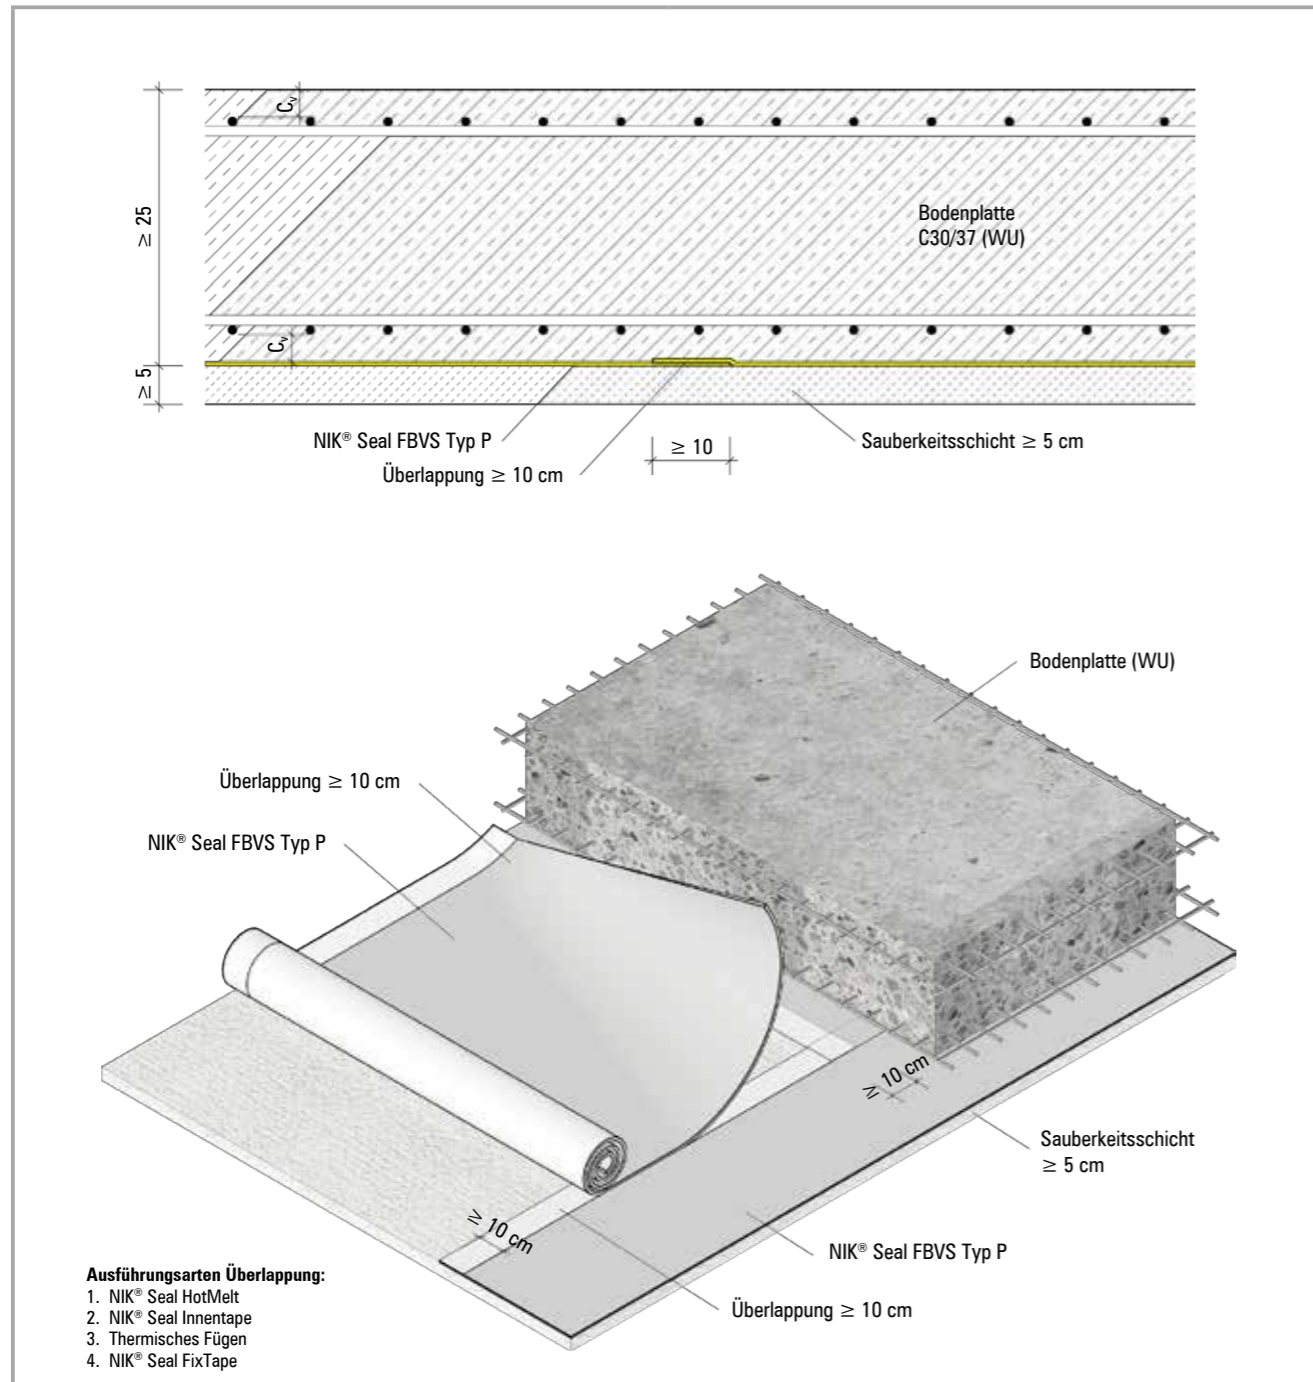 Cv
≥ 25
Bodenplatte
C30/37 (WU)
Cv
≥ 5
NIK® Seal FBVS Typ P
≥ 10
Sauberkeitsschicht ≥ 5 cm
Überlappung ≥ 10 cm
Bodenplatte (WU)
Überlappung ≥ 10 cm
NIK® Seal FBVS Typ P
≥ 10 cm
Sauberkeitsschicht
≥ 5 cm
≥ 10 cm
NIK® Seal FBVS Typ P
Überlappung ≥ 10 cm
Ausführungsarten Überlappung:
1. NIK® Seal HotMelt
2. NIK® Seal Innentape
3. Thermisches Fügen
4. NIK® Seal FixTape